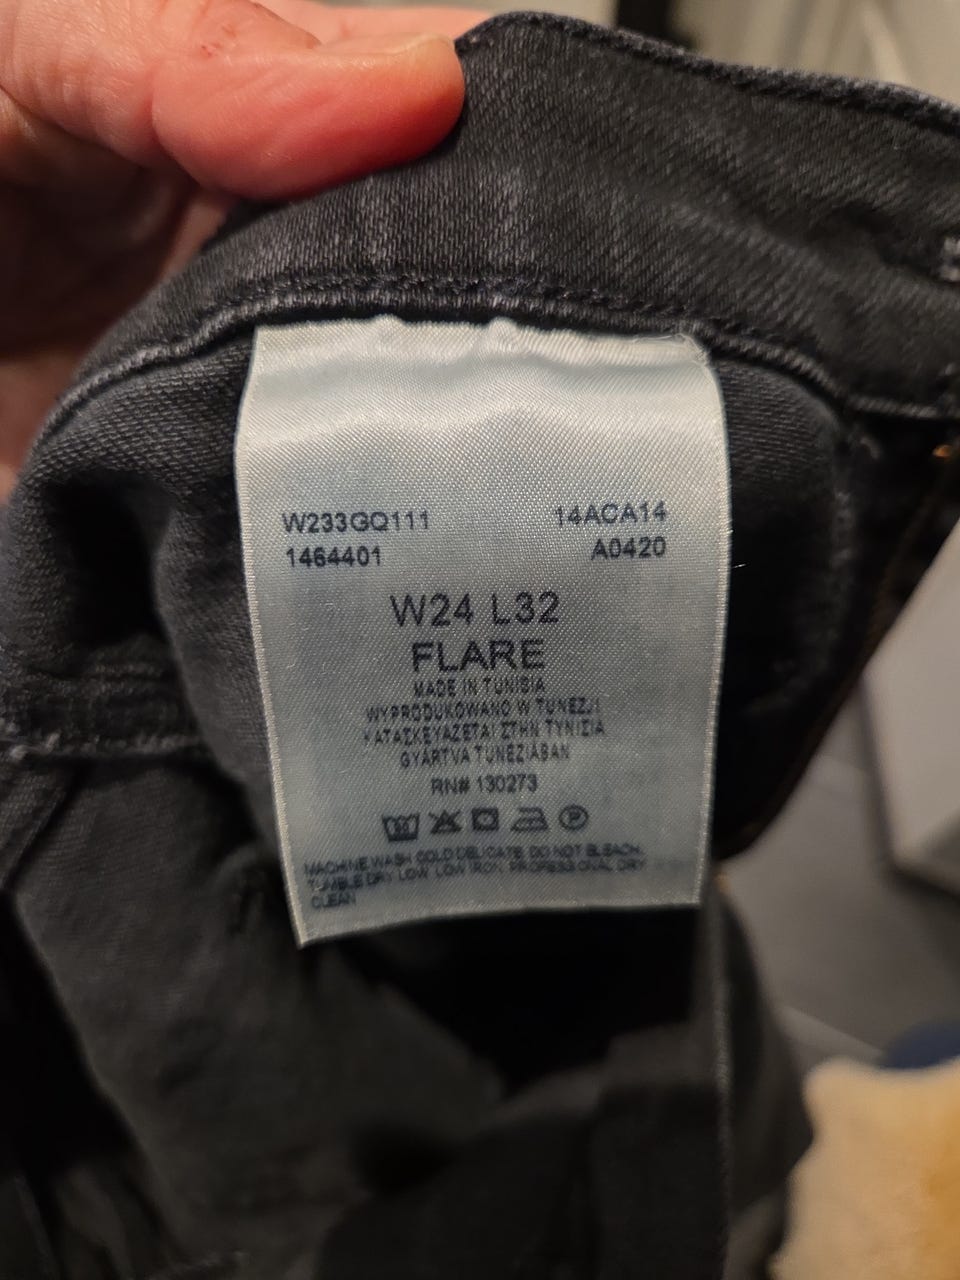 W233GQ111 14ACA14
1464401 A0420
W24 L32
FLARE
MADE IN TUNISIA
WYPRODUKOWANO W TUNEZJI
ΚΑΤΑΣΚΕΥΑΖΕΤΑΙ ΣΤΗΝ ΤΥΝΙΣΙΑ
GYÁRTVA TUNÉZIÁBAN
RN# 130273
MACHINE WASH COLD DELICATE. DO NOT BLEACH.
TUMBLE DRY LOW. LOW IRON. PROFESSIONAL DRY
CLEAN